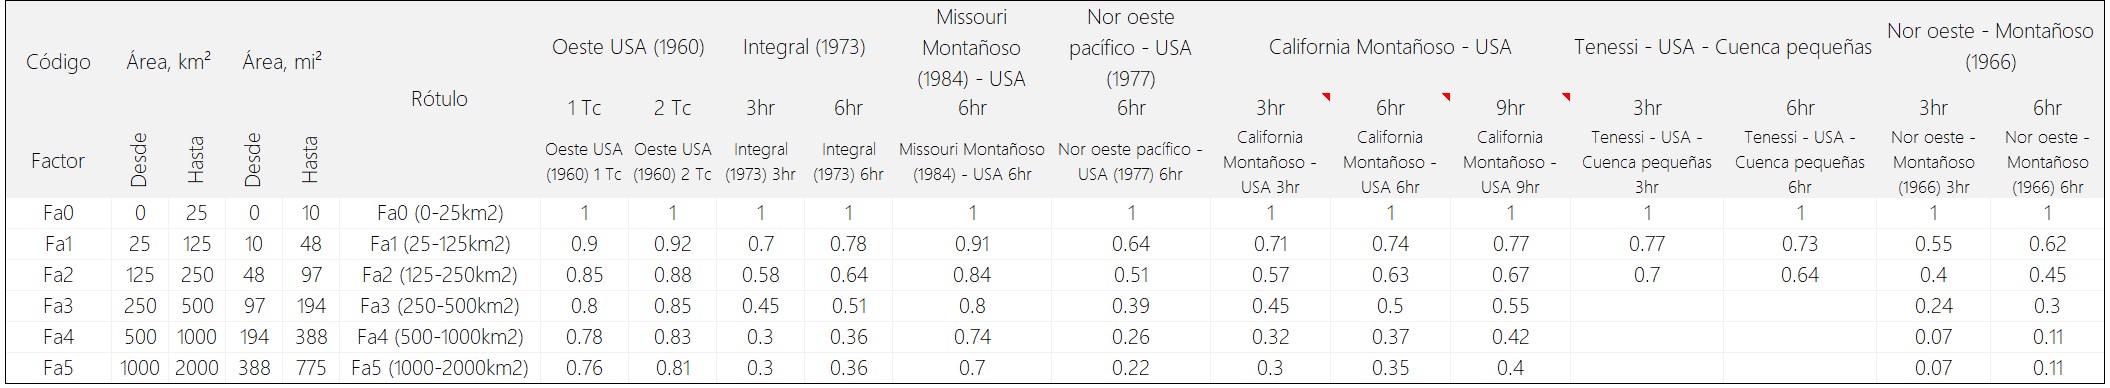 Código Área, km² Área, mi² Rótulo Oeste USA (1960) Integral (1973) Missouri Montañoso (1984) - USA Nor oeste pacífico - USA (1977) California Montañoso - USA Tenessi - USA - Cuenca pequeñas Nor oeste - Montañoso (1966)
1 Tc 2 Tc 3hr 6hr 6hr 6hr 3hr 6hr 9hr 3hr 6hr 3hr 6hr
Factor Desde Hasta Desde Hasta Oeste USA (1960) 1 Tc Oeste USA (1960) 2 Tc Integral (1973) 3hr Integral (1973) 6hr Missouri Montañoso (1984) - USA 6hr Nor oeste pacífico - USA (1977) 6hr California Montañoso - USA 3hr California Montañoso - USA 6hr California Montañoso - USA 9hr Tenessi - USA - Cuenca pequeñas 3hr Tenessi - USA - Cuenca pequeñas 6hr Nor oeste - Montañoso (1966) 3hr Nor oeste - Montañoso (1966) 6hr
Fa0 0 25 0 10 Fa0 (0-25km2) 1 1 1 1 1 1 1 1 1 1 1 1 1
Fa1 25 125 10 48 Fa1 (25-125km2) 0.9 0.92 0.7 0.78 0.91 0.64 0.71 0.74 0.77 0.77 0.73 0.55 0.62
Fa2 125 250 48 97 Fa2 (125-250km2) 0.85 0.88 0.58 0.64 0.84 0.51 0.57 0.63 0.67 0.7 0.64 0.4 0.45
Fa3 250 500 97 194 Fa3 (250-500km2) 0.8 0.85 0.45 0.51 0.8 0.39 0.45 0.5 0.55 0.24 0.3
Fa4 500 1000 194 388 Fa4 (500-1000km2) 0.78 0.83 0.3 0.36 0.74 0.26 0.32 0.37 0.42 0.07 0.11
Fa5 1000 2000 388 775 Fa5 (1000-2000km2) 0.76 0.81 0.3 0.36 0.7 0.22 0.3 0.35 0.4 0.07 0.11